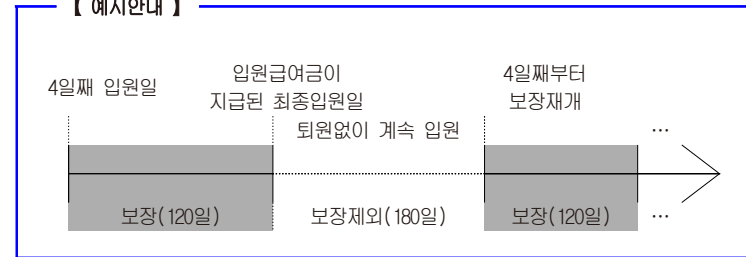 【 예시안내 】
4일째 입원일
입원급여금이
지급된 최종입원일
4일째부터
보장재개
퇴원없이 계속 입원
…
보장(120일)
보장제외(180일)
보장(120일)
…